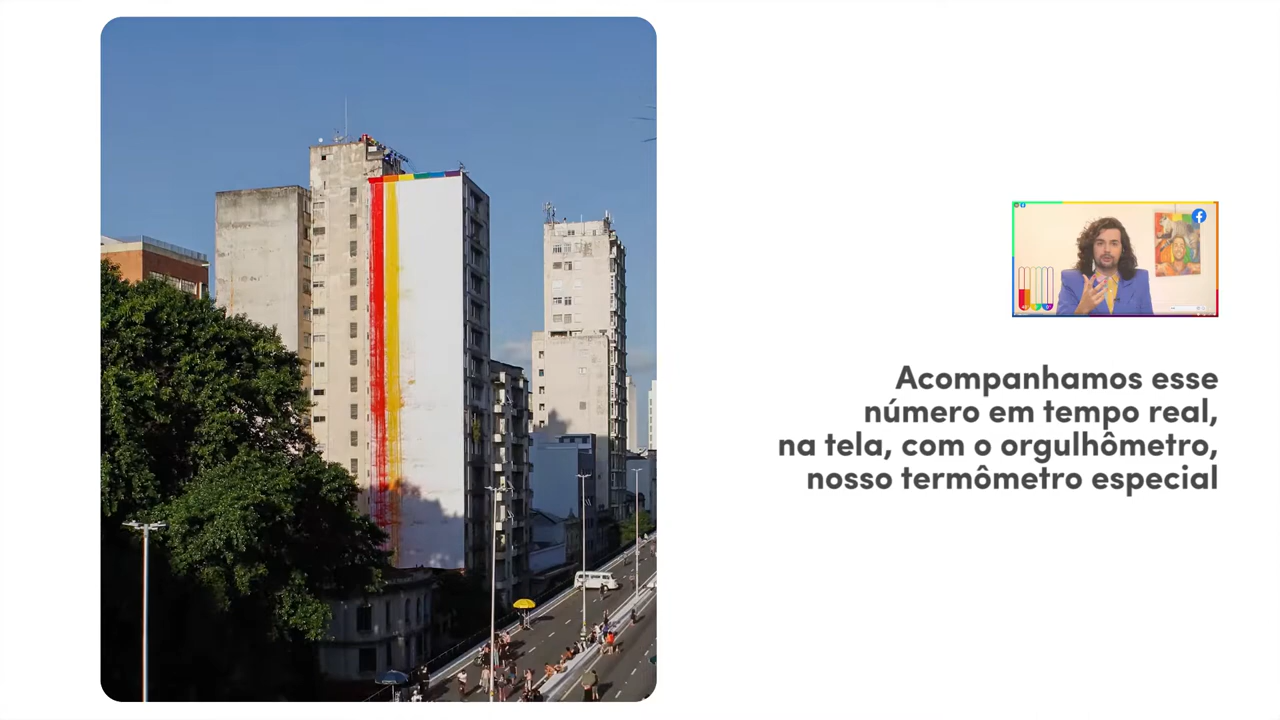 Acompanhamos esse
número em tempo real,
na tela, com o orgulhômetro,
nosso termômetro especial